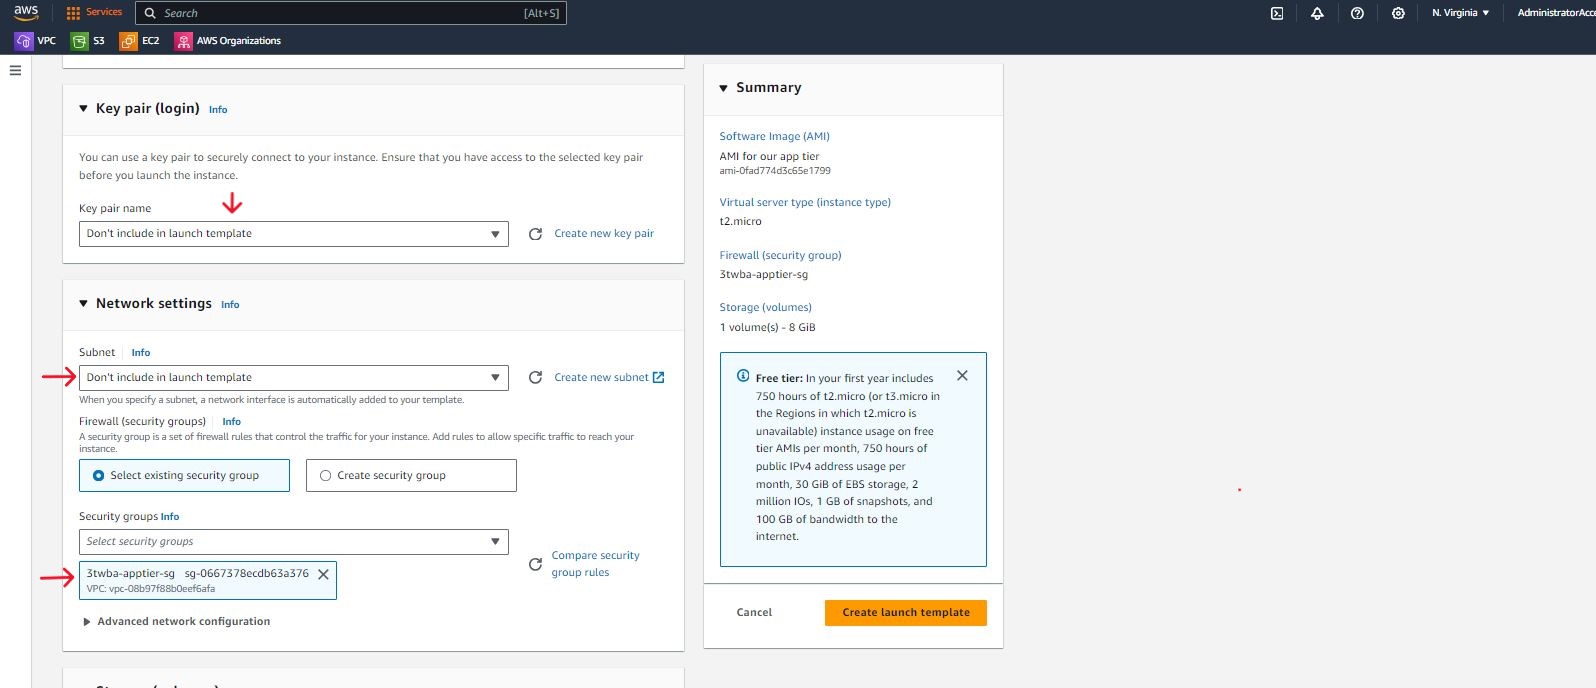 aws
Services
Search
[Alt+S]
N. Virginia
AdministratorAcce
VPC
S3
EC2
AWS Organizations
Key pair (login) Info
You can use a key pair to securely connect to your instance. Ensure that you have access to the selected key pair
before you launch the instance.
Key pair name
Don't include in launch template
Create new key pair
Network settings Info
Subnet Info
Don't include in launch template
Create new subnet
When you specify a subnet, a network interface is automatically added to your template.
Firewall (security groups) Info
A security group is a set of firewall rules that control the traffic for your instance. Add rules to allow specific traffic to reach your
instance.
Select existing security group
Create security group
Security groups Info
Select security groups
Compare security
group rules
3twba-apptier-sg sg-0667378ecdb63a376
VPC: vpc-08b97f88b0eef6afa
Advanced network configuration
Summary
Software Image (AMI)
AMI for our app tier
ami-0fad774d3c65e1799
Virtual server type (instance type)
t2.micro
Firewall (security group)
3twba-apptier-sg
Storage (volumes)
1 volume(s) - 8 GiB
Free tier: In your first year includes
750 hours of t2.micro (or t3.micro in
the Regions in which t2.micro is
unavailable) instance usage on free
tier AMIs per month, 750 hours of
public IPv4 address usage per
month, 30 GiB of EBS storage, 2
million IOs, 1 GB of snapshots, and
100 GB of bandwidth to the
internet.
Cancel
Create launch template